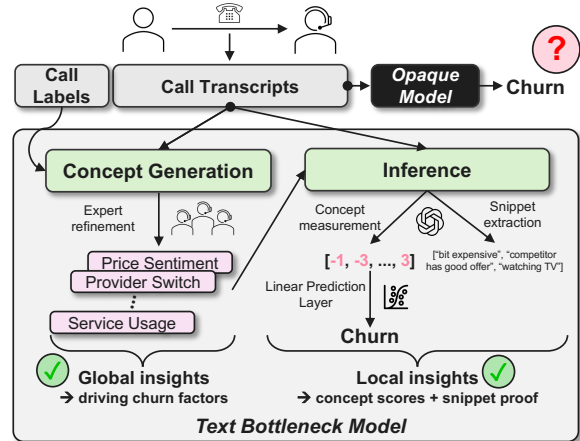 ?
Call
Labels
Call Transcripts
Opaque
Model
Churn
Concept Generation
Inference
Expert
refinement
Concept
measurement
Snippet
extraction
Price Sentiment
Provider Switch
Service Usage
[-1, -3, ..., 3]
["bit expensive", "competitor
has good offer", "watching TV"]
Linear Prediction
Layer
Churn
Global insights
→ driving churn factors
Local insights
→ concept scores + snippet proof
Text Bottleneck Model